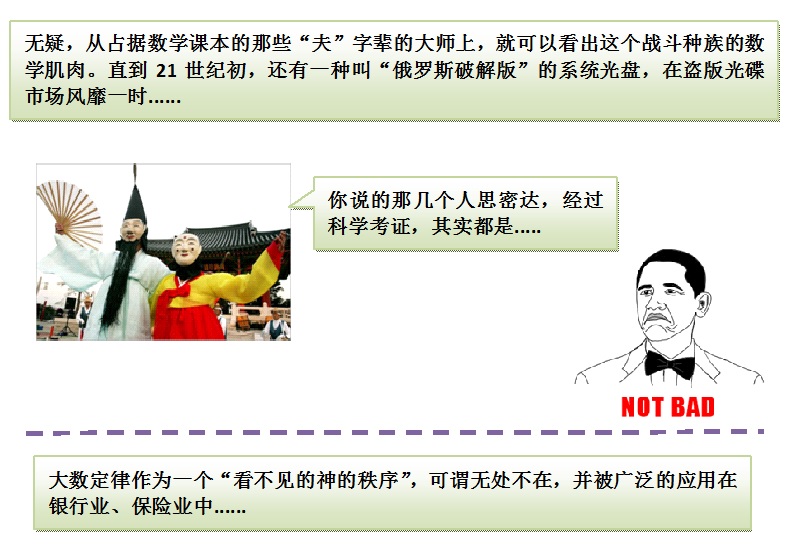 无疑，从占据数学课本的那些“夫”字辈的大师上，就可以看出这个战斗种族的数
学肌肉。直到 21 世纪初，还有一种叫“俄罗斯破解版”的系统光盘，在盗版光碟
市场风靡一时......
你说的那几个人思密达，经过
科学考证，其实都是.....
NOT BAD
大数定律作为一个“看不见的神的秩序”，可谓无处不在，并被广泛的应用在
银行业、保险业中......